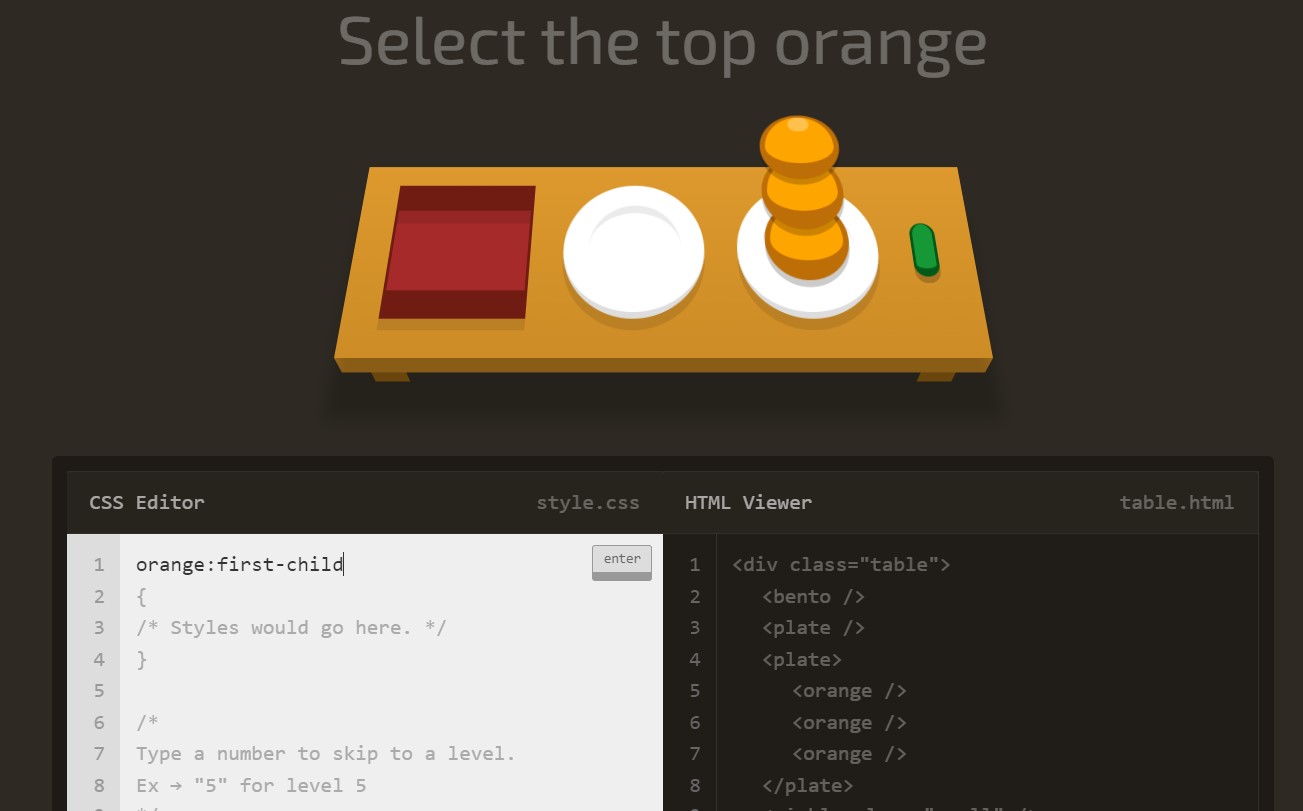 Select the top orange
CSS Editor
style.css
1 orange:first-child
enter
2 {
3 /* Styles would go here. */
4 }
5
6 /*
7 Type a number to skip to a level.
8 Ex → "5" for level 5
HTML Viewer
table.html
1 <div class="table">
2 <bento />
3 <plate />
4 <plate>
5 <orange />
6 <orange />
7 <orange />
8 </plate>